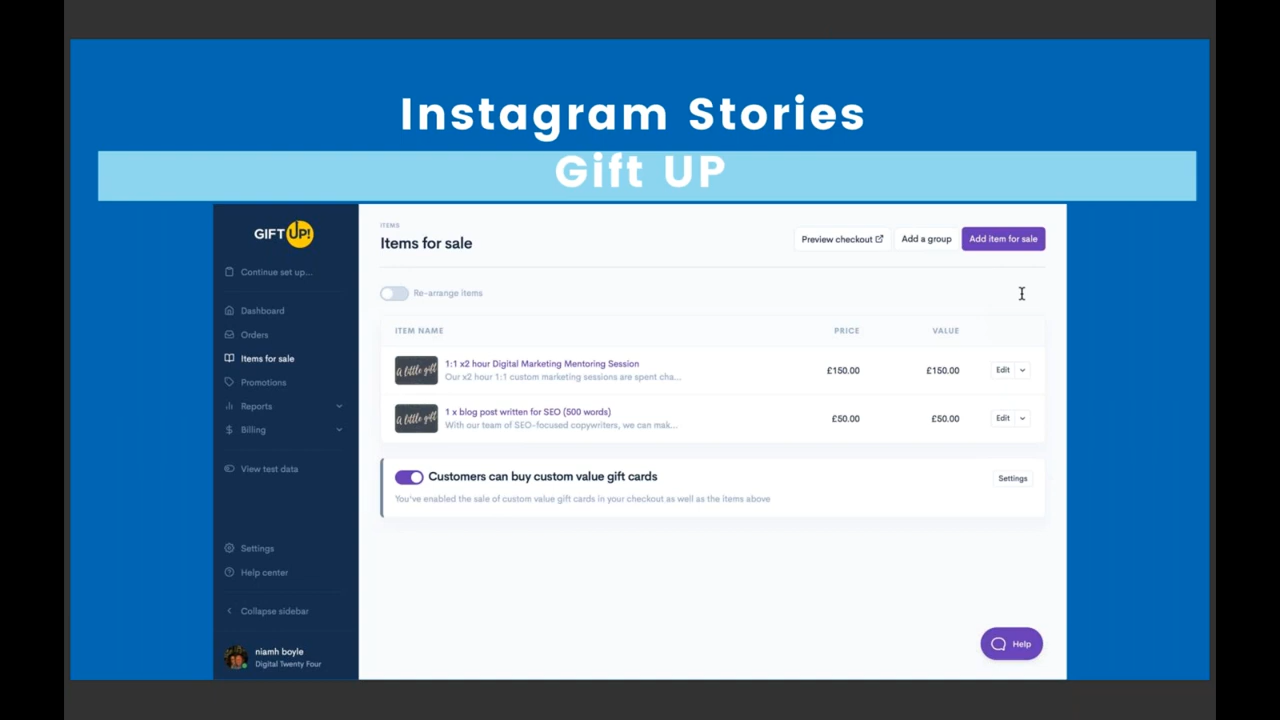 Instagram Stories
Gift UP
GIFT UP!
Continue set up...
Dashboard
Orders
Items for sale
Promotions
Reports
Billing
View test data
Settings
Help center
Collapse sidebar
niamh boyle
Digital Twenty Four
ITEMS
Items for sale
Preview checkout
Add a group
Add item for sale
Re-arrange items
ITEM NAME PRICE VALUE
A little gift
1:1 x2 hour Digital Marketing Mentoring Session
Our x2 hour 1:1 custom marketing sessions are spent cha...
£150.00 £150.00 Edit
A little gift
1 x blog post written for SEO (500 words)
With our team of SEO-focused copywriters, we can mak...
£50.00 £50.00 Edit
Customers can buy custom value gift cards
Settings
You've enabled the sale of custom value gift cards in your checkout as well as the items above
Help